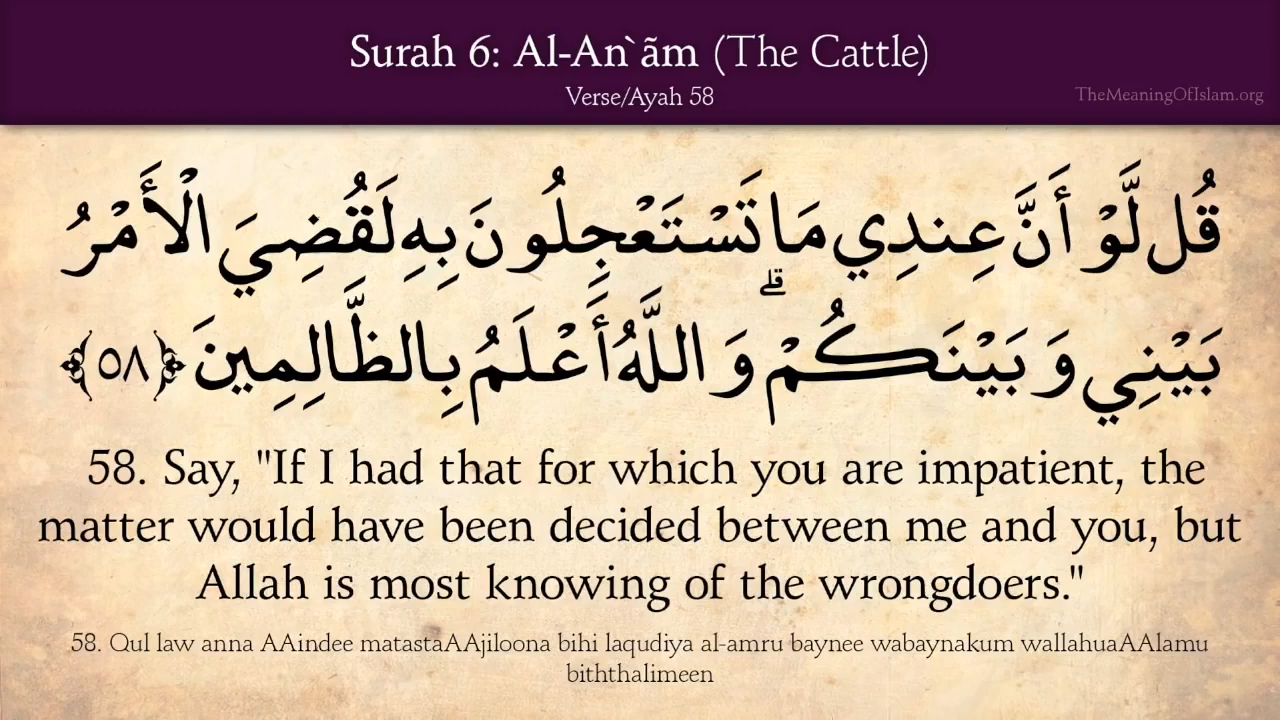 Surah 6: Al-An`ãm (The Cattle)
Verse/Ayah 58
TheMeaningOfIslam.org
قُل لَّوْ أَنَّ عِندِي مَا تَسْتَعْجِلُونَ بِهِ لَقُضِيَ الْأَمْرُ
بَيْنِي وَبَيْنَكُمْ ۗ وَاللَّهُ أَعْلَمُ بِالظَّالِمِينَ ﴿٥٨﴾
58. Say, "If I had that for which you are impatient, the
matter would have been decided between me and you, but
Allah is most knowing of the wrongdoers."
58. Qul law anna AAindee matastaAAjiloona bihi laqudiya al-amru baynee wabaynakum wallahuaAAlamu
biththalimeen